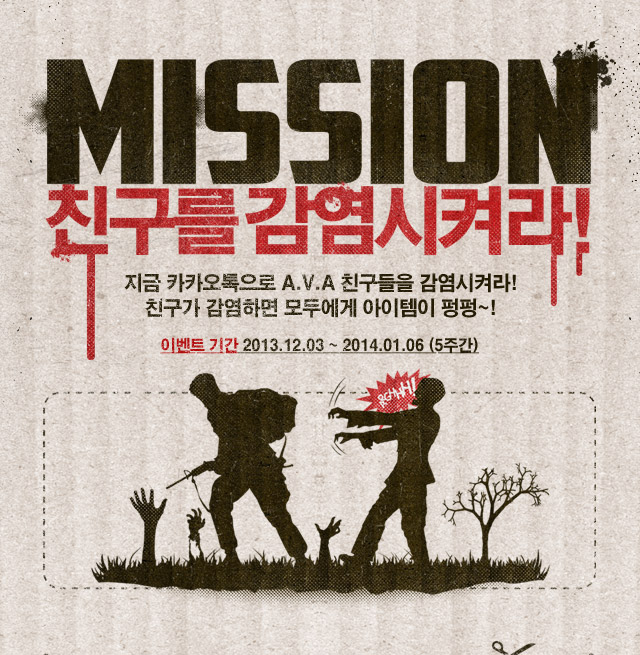 MISSION
친구를 감염시켜라!
지금 카카오톡으로 A.V.A 친구들을 감염시켜라!
친구가 감염하면 모두에게 아이템이 펑펑~!
이벤트 기간 2013.12.03 ~ 2014.01.06 (5주간)
RGHHH!